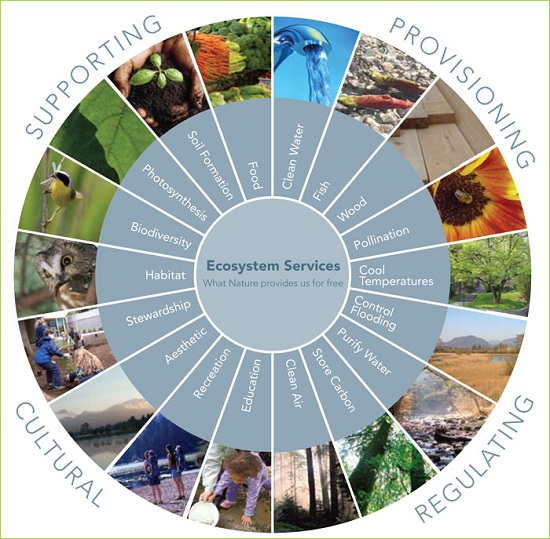 SUPPORTING
PROVISIONING
REGULATING
CULTURAL
Ecosystem Services
What Nature provides us for free
Food
Clean Water
Fish
Wood
Pollination
Cool
Temperatures
Control
Flooding
Purify Water
Store Carbon
Clean Air
Education
Recreation
Aesthetic
Stewardship
Habitat
Biodiversity
Photosynthesis
Soil Formation